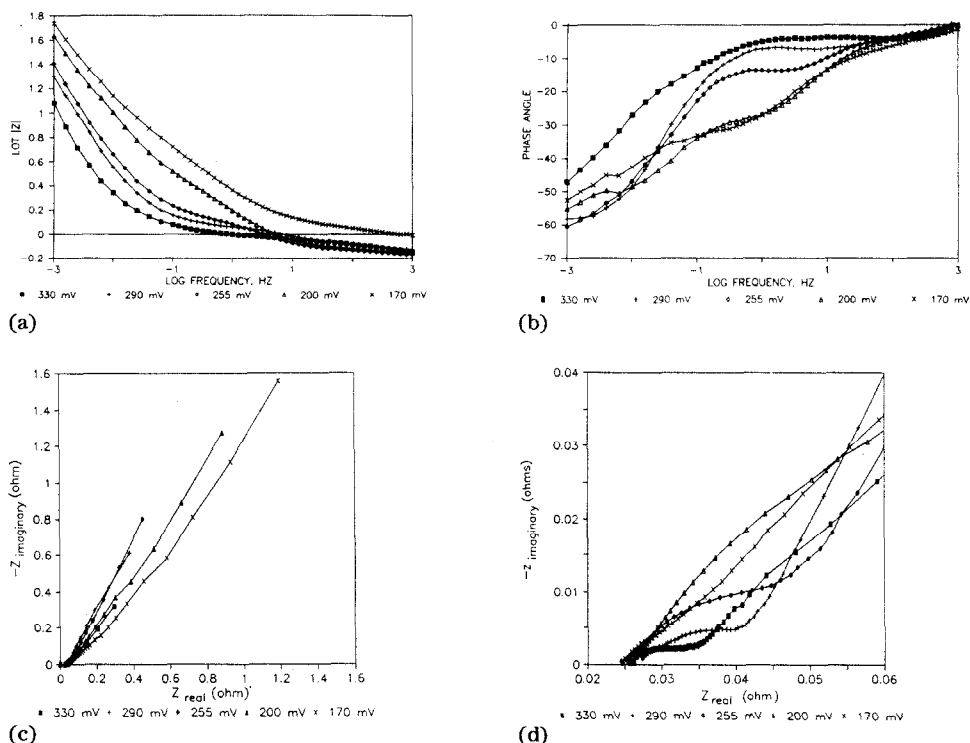 1.8
1.6
1.4
1.2
1.0
0.8
0.6
0.4
0.2
0
-0.2
LOT |Z|
-3 -1 1 3
LOG FREQUENCY, HZ
330 mV 290 mV 255 mV 200 mV 170 mV
(a)
0
-10
-20
-30
-40
-50
-60
-70
PHASE ANGLE
-3 -1 1 3
LOG FREQUENCY, HZ
330 mV 290 mV 255 mV 200 mV 170 mV
(b)
1.6
1.4
1.2
1
0.8
0.6
0.4
0.2
0
-Z imaginary (ohm)
0 0.2 0.4 0.6 0.8 1 1.2 1.4 1.6
Z real (ohm)
330 mV 290 mV 255 mV 200 mV 170 mV
(c)
0.04
0.03
0.02
0.01
0
-Z imaginary (ohms)
0.02 0.03 0.04 0.05 0.06
Z real (ohm)
330 mV 290 mV 255 mV 200 mV 170 mV
(d)